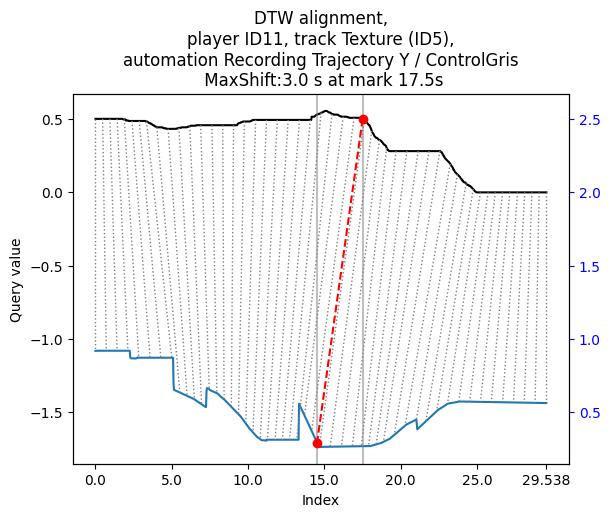 DTW alignment,
player ID11, track Texture (ID5),
automation Recording Trajectory Y / ControlGris
MaxShift:3.0 s at mark 17.5s
0.5
0.0
−0.5
−1.0
−1.5
Query value
2.5
2.0
1.5
1.0
0.5
0.0
5.0
10.0
15.0
20.0
25.0
29.538
Index